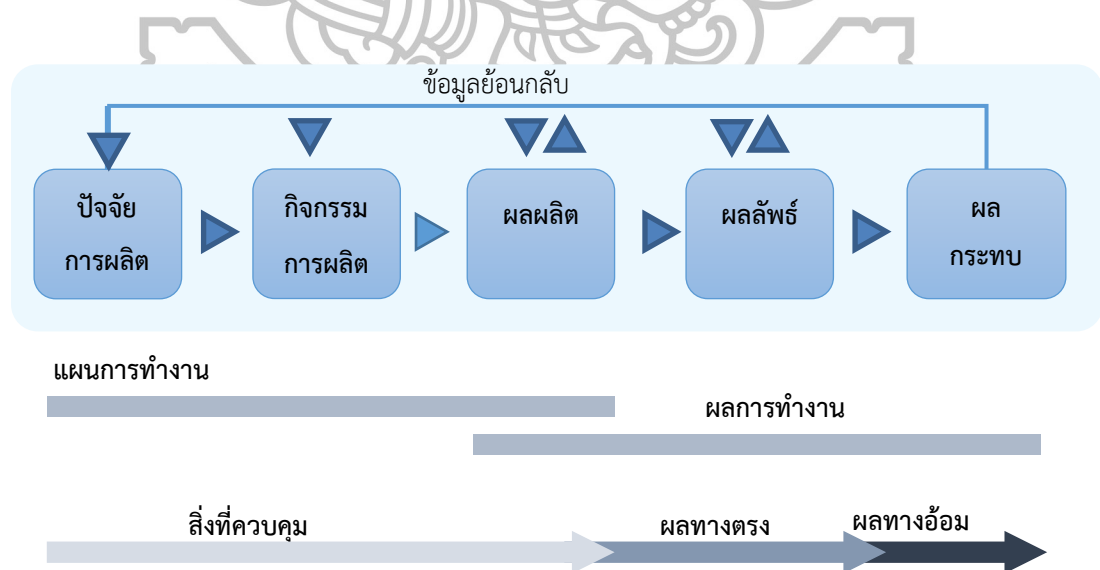 ข้อมูลย้อนกลับ
ปัจจัย
การผลิต
กิจกรรม
การผลิต
ผลผลิต
ผลลัพธ์
ผล
กระทบ
แผนการทำงาน
ผลการทำงาน
สิ่งที่ควบคุม
ผลทางตรง
ผลทางอ้อม